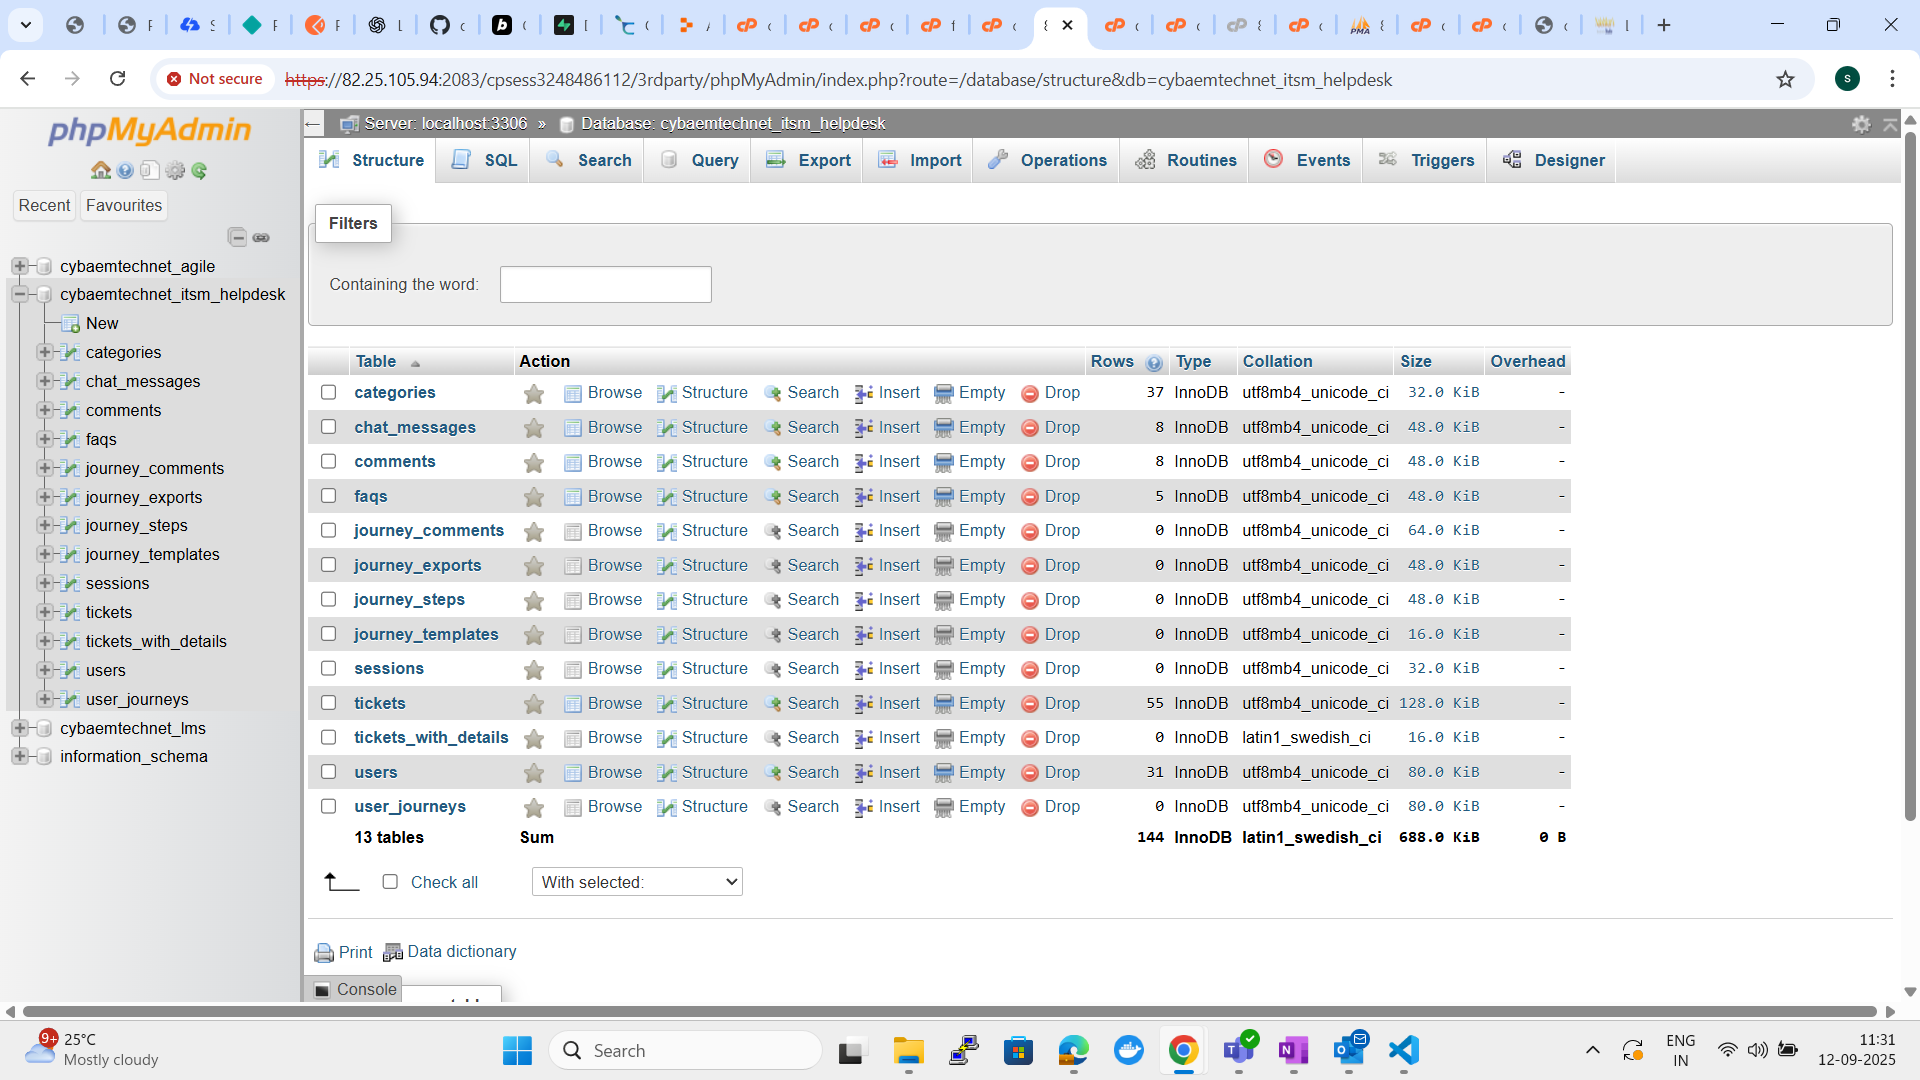 Not secure https://82.25.105.94:2083/cpsess3248486112/3rdparty/phpMyAdmin/index.php?route=/database/structure&db=cybaemtechnet_itsm_helpdesk s
phpMyAdmin
Recent Favourites
cybaemtechnet_agile
cybaemtechnet_itsm_helpdesk
New
categories
chat_messages
comments
faqs
journey_comments
journey_exports
journey_steps
journey_templates
sessions
tickets
tickets_with_details
users
user_journeys
cybaemtechnet_lms
information_schema
Server: localhost:3306 » Database: cybaemtechnet_itsm_helpdesk
Structure SQL Search Query Export Import Operations Routines Events Triggers Designer
Filters
Containing the word:
Table Action Rows Type Collation Size Overhead
categories Browse Structure Search Insert Empty Drop 37 InnoDB utf8mb4_unicode_ci 32.0 KiB -
chat_messages Browse Structure Search Insert Empty Drop 8 InnoDB utf8mb4_unicode_ci 48.0 KiB -
comments Browse Structure Search Insert Empty Drop 8 InnoDB utf8mb4_unicode_ci 48.0 KiB -
faqs Browse Structure Search Insert Empty Drop 5 InnoDB utf8mb4_unicode_ci 48.0 KiB -
journey_comments Browse Structure Search Insert Empty Drop 0 InnoDB utf8mb4_unicode_ci 64.0 KiB -
journey_exports Browse Structure Search Insert Empty Drop 0 InnoDB utf8mb4_unicode_ci 48.0 KiB -
journey_steps Browse Structure Search Insert Empty Drop 0 InnoDB utf8mb4_unicode_ci 48.0 KiB -
journey_templates Browse Structure Search Insert Empty Drop 0 InnoDB utf8mb4_unicode_ci 16.0 KiB -
sessions Browse Structure Search Insert Empty Drop 0 InnoDB utf8mb4_unicode_ci 32.0 KiB -
tickets Browse Structure Search Insert Empty Drop 55 InnoDB utf8mb4_unicode_ci 128.0 KiB -
tickets_with_details Browse Structure Search Insert Empty Drop 0 InnoDB latin1_swedish_ci 16.0 KiB -
users Browse Structure Search Insert Empty Drop 31 InnoDB utf8mb4_unicode_ci 80.0 KiB -
user_journeys Browse Structure Search Insert Empty Drop 0 InnoDB utf8mb4_unicode_ci 80.0 KiB -
13 tables Sum 144 InnoDB latin1_swedish_ci 688.0 KiB 0 B
Check all With selected:
Print Data dictionary
Console
9+ 25°C
Mostly cloudy
Search
ENG
IN
11:31
12-09-2025